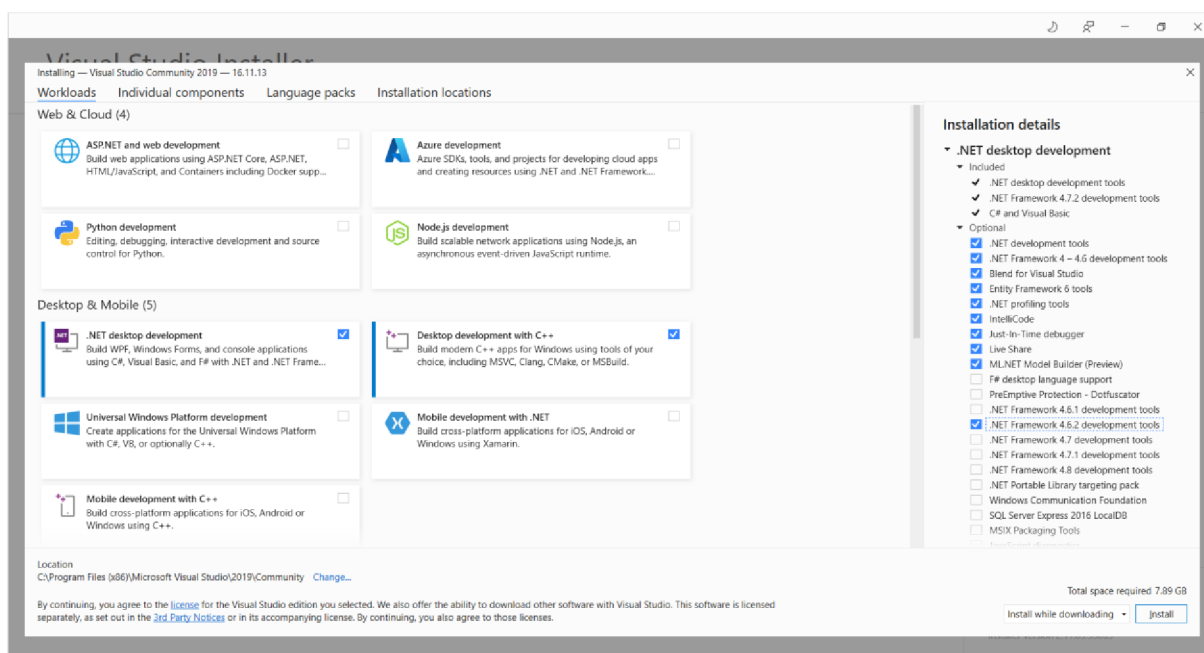 Visual Studio Installer
Installing — Visual Studio Community 2019 — 16.11.13
Workloads
Individual components
Language packs
Installation locations
Web & Cloud (4)
ASP.NET and web development
Build web applications using ASP.NET Core, ASP.NET,
HTML/JavaScript, and Containers including Docker supp...
Azure development
Azure SDKs, tools, and projects for developing cloud apps
and creating resources using .NET and .NET Framework....
Python development
Editing, debugging, interactive development and source
control for Python.
JS
Node.js development
Build scalable network applications using Node.js, an
asynchronous event-driven JavaScript runtime.
Desktop & Mobile (5)
.NET
.NET desktop development
Build WPF, Windows Forms, and console applications
using C#, Visual Basic, and F# with .NET and .NET Frame...
Desktop development with C++
Build modern C++ apps for Windows using tools of your
choice, including MSVC, Clang, CMake, or MSBuild.
Universal Windows Platform development
Create applications for the Universal Windows Platform
with C#, VB, or optionally C++.
Mobile development with .NET
Build cross-platform applications for iOS, Android or
Windows using Xamarin.
Mobile development with C++
Build cross-platform applications for iOS, Android or
Windows using C++.
Installation details
.NET desktop development
Included
.NET desktop development tools
.NET Framework 4.7.2 development tools
C# and Visual Basic
Optional
.NET development tools
.NET Framework 4 – 4.6 development tools
Blend for Visual Studio
Entity Framework 6 tools
.NET profiling tools
IntelliCode
Just-In-Time debugger
Live Share
ML.NET Model Builder (Preview)
F# desktop language support
PreEmptive Protection - Dotfuscator
.NET Framework 4.6.1 development tools
.NET Framework 4.6.2 development tools
.NET Framework 4.7 development tools
.NET Framework 4.7.1 development tools
.NET Framework 4.8 development tools
.NET Portable Library targeting pack
Windows Communication Foundation
SQL Server Express 2016 LocalDB
MSIX Packaging Tools
Location
C:\Program Files (x86)\Microsoft Visual Studio\2019\Community
Change...
By continuing, you agree to the license for the Visual Studio edition you selected. We also offer the ability to download other software with Visual Studio. This software is licensed
separately, as set out in the 3rd Party Notices or in its accompanying license. By continuing, you also agree to those licenses.
Total space required 7.89 GB
Install while downloading
Install